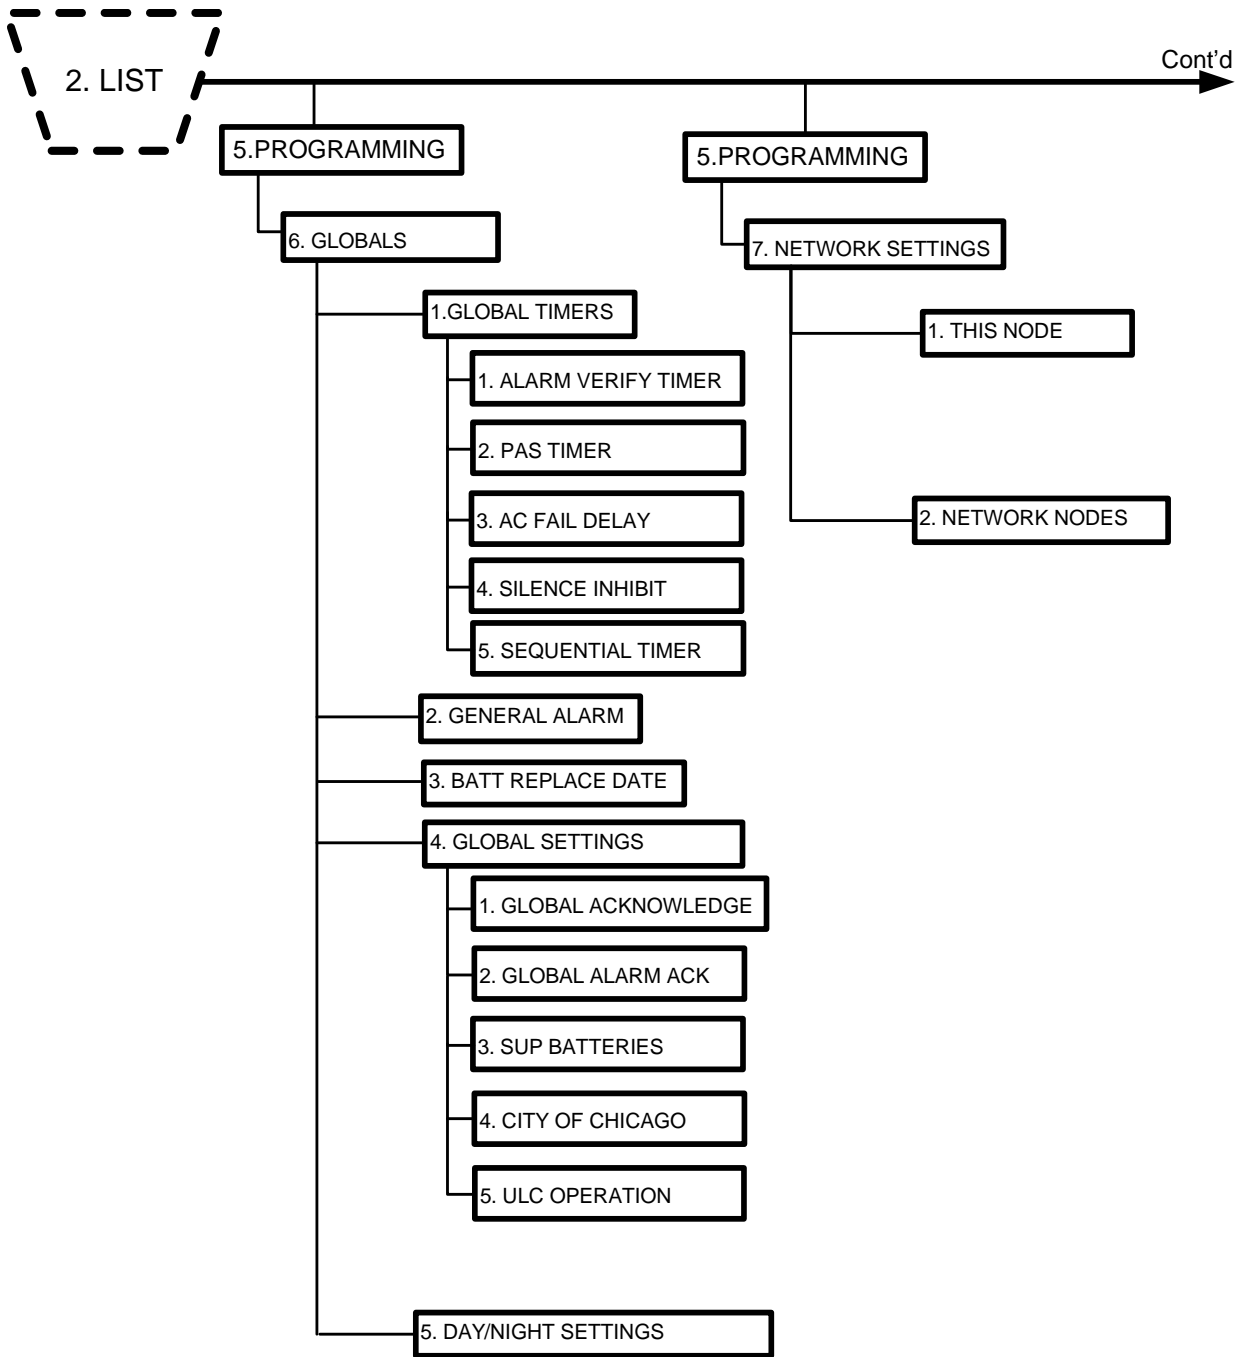 2. LIST
Cont'd
5.PROGRAMMING
6. GLOBALS
1.GLOBAL TIMERS
1. ALARM VERIFY TIMER
2. PAS TIMER
3. AC FAIL DELAY
4. SILENCE INHIBIT
5. SEQUENTIAL TIMER
2. GENERAL ALARM
3. BATT REPLACE DATE
4. GLOBAL SETTINGS
1. GLOBAL ACKNOWLEDGE
2. GLOBAL ALARM ACK
3. SUP BATTERIES
4. CITY OF CHICAGO
5. ULC OPERATION
5. DAY/NIGHT SETTINGS
5.PROGRAMMING
7. NETWORK SETTINGS
1. THIS NODE
2. NETWORK NODES